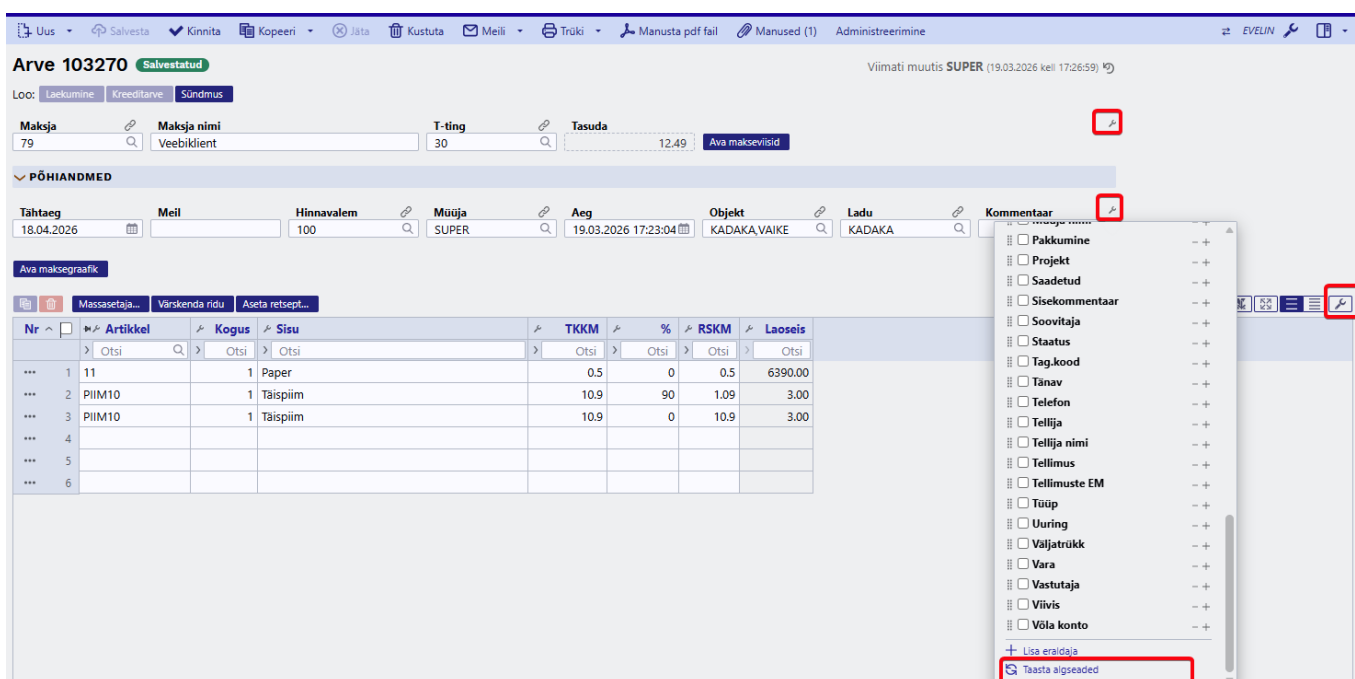 Uus Salvesta Kinnita Kopeeri Jäta Kustuta Meili Trüki Manusta pdf fail Manused (1) Administreerimine EVELIN
Arve 103270 Salvestatud Viimati muutis SUPER (19.03.2026 kell 17:26:59)
Loo: Laekumine Kreeditarve Sündmus
Maksja Maksja nimi T-ting Tasuda
79 Veebiklient 30 12.49 Ava makseviisid
PÕHIANDMED
Tähtaeg Meil Hinnavalem Müüja Aeg Objekt Ladu Kommentaar
18.04.2026 100 SUPER 19.03.2026 17:23:04 KADAKA,VAIKE KADAKA
Ava maksegraafik
Massasetaja... Värskenda ridu Aseta retsept...
Nr Artikkel Kogus Sisu TKKM % RSKM Laoseis
Otsi Otsi Otsi Otsi Otsi Otsi Otsi
1 11 1 Paper 0.5 0 0.5 6390.00
2 PIIM10 1 Täispiim 10.9 90 1.09 3.00
3 PIIM10 1 Täispiim 10.9 0 10.9 3.00
4
5
6
Müüja nimi
Pakkumine
Projekt
Saadetud
Sisekommentaar
Soovitaja
Staatus
Tag.kood
Tänav
Telefon
Tellija
Tellija nimi
Tellimus
Tellimuste EM
Tüüp
Uuring
Väljatrükk
Vara
Vastutaja
Viivis
Võla konto
Lisa eraldaja
Taasta algseaded